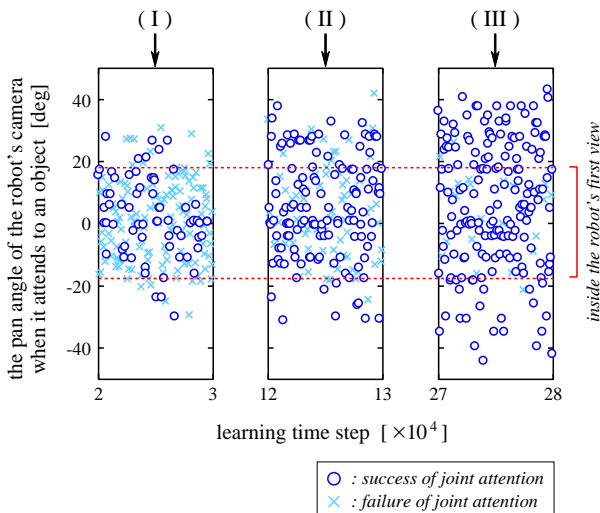 ( I ) ( II ) ( III )
the pan angle of the robot's camera
when it attends to an object [deg]
40
20
0
-20
-40
2 3 12 13 27 28
learning time step [ ×10⁴ ]
inside the robot's first view
: success of joint attention
: failure of joint attention